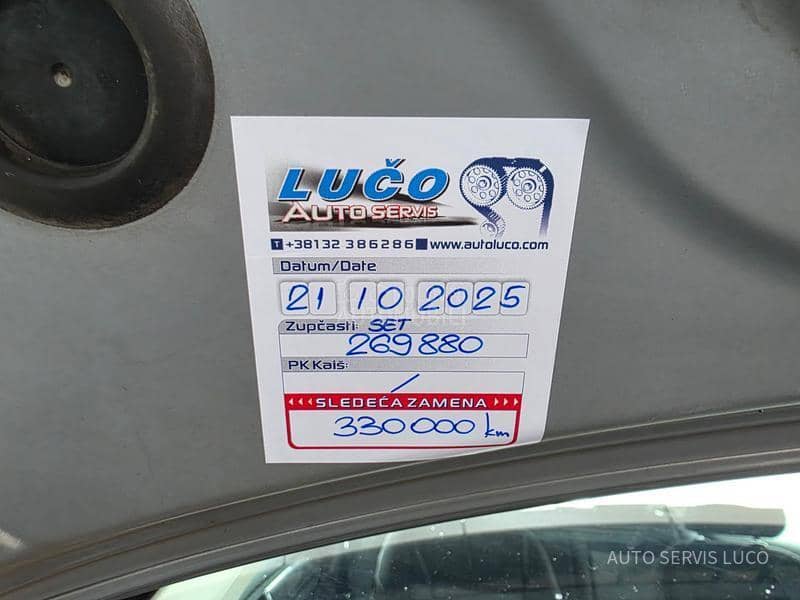 LUČO
AUTO SERVIS
T +38132 386286 www.autoluco.com
Datum/Date
21 10 2025
Zupčasti: SET
269880
PK Kaiš:
/
SLEDEĆA ZAMENA
330000 km
AUTO SERVIS LUCO